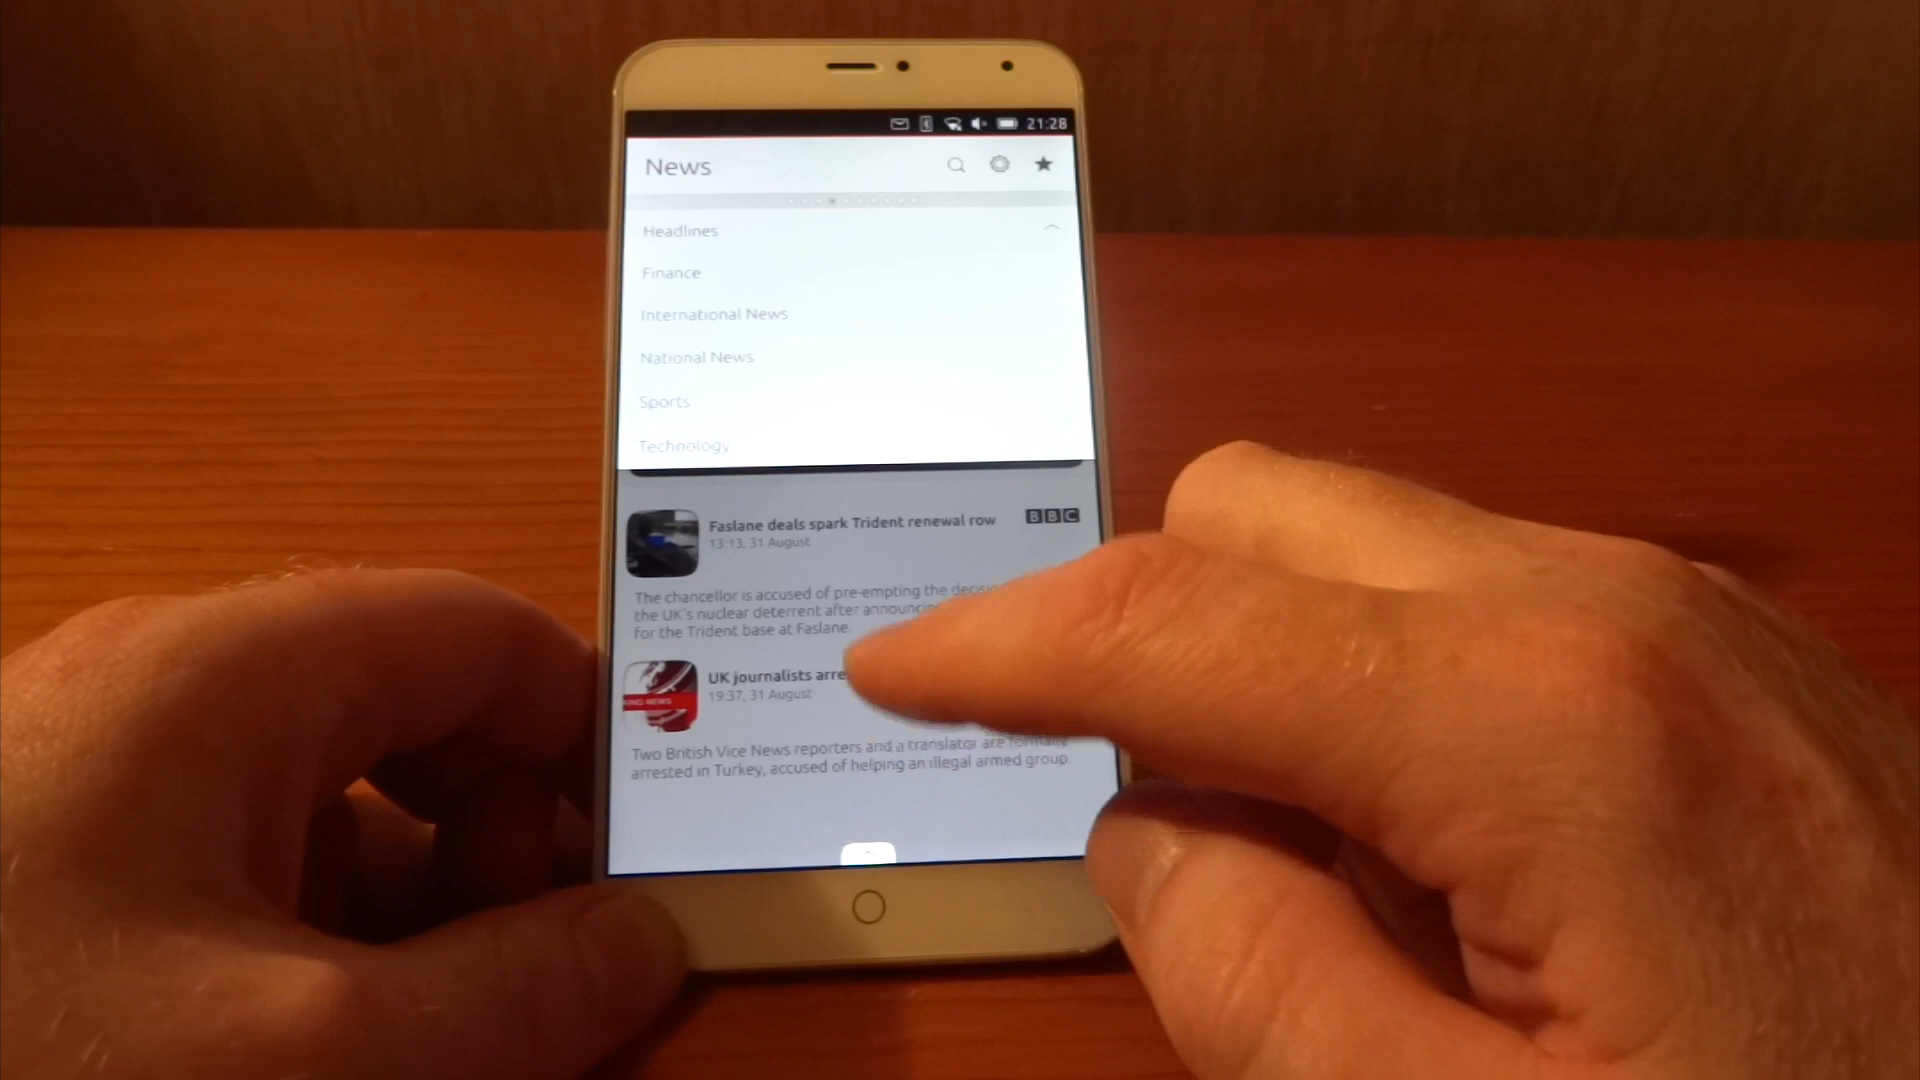 21:28
News
Headlines
Finance
International News
National News
Sports
Technology
Faslane deals spark Trident renewal row
BBC
13:13, 31 August
The chancellor is accused of pre-empting the
the UK's nuclear deterrent after
for the Trident base at Faslane.
UK journalists
19:37, 31 August
NEWS
Two British Vice News reporters and a translator are formally
arrested in Turkey, accused of helping an illegal armed group